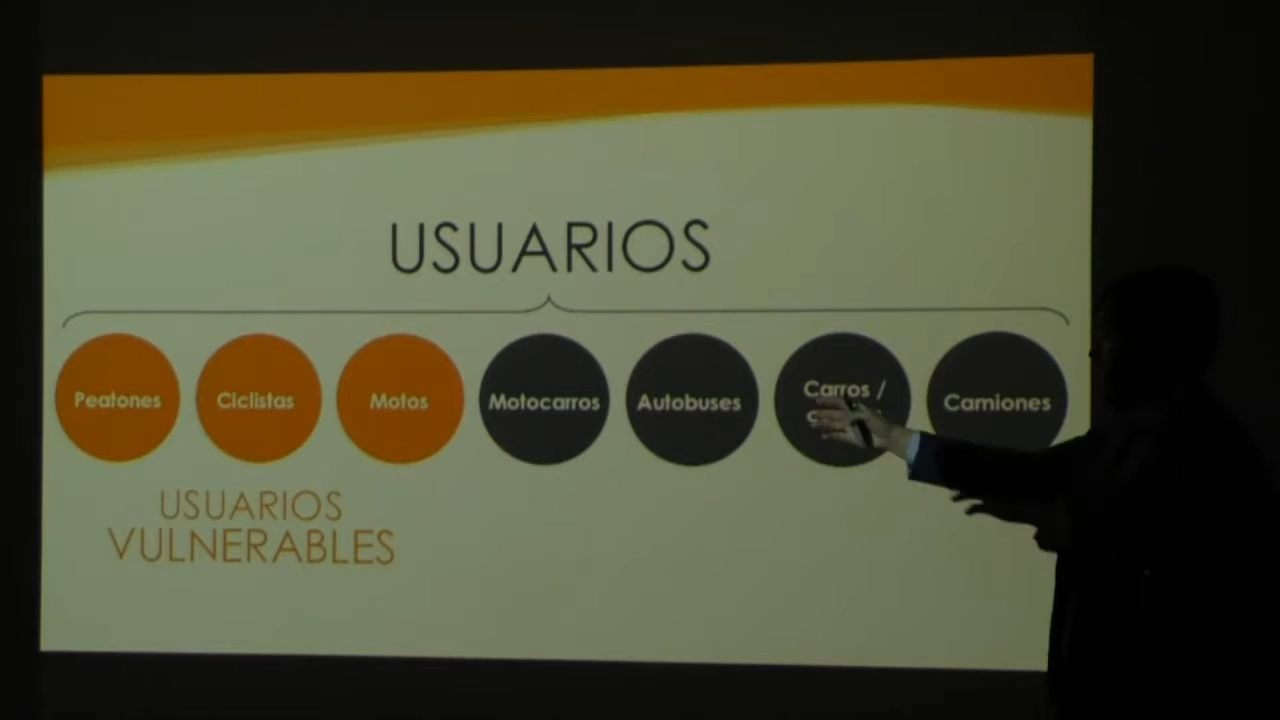 USUARIOS
Peatones
Ciclistas
Motos
Motocarros
Autobuses
Carros /
Camiones
USUARIOS
VULNERABLES